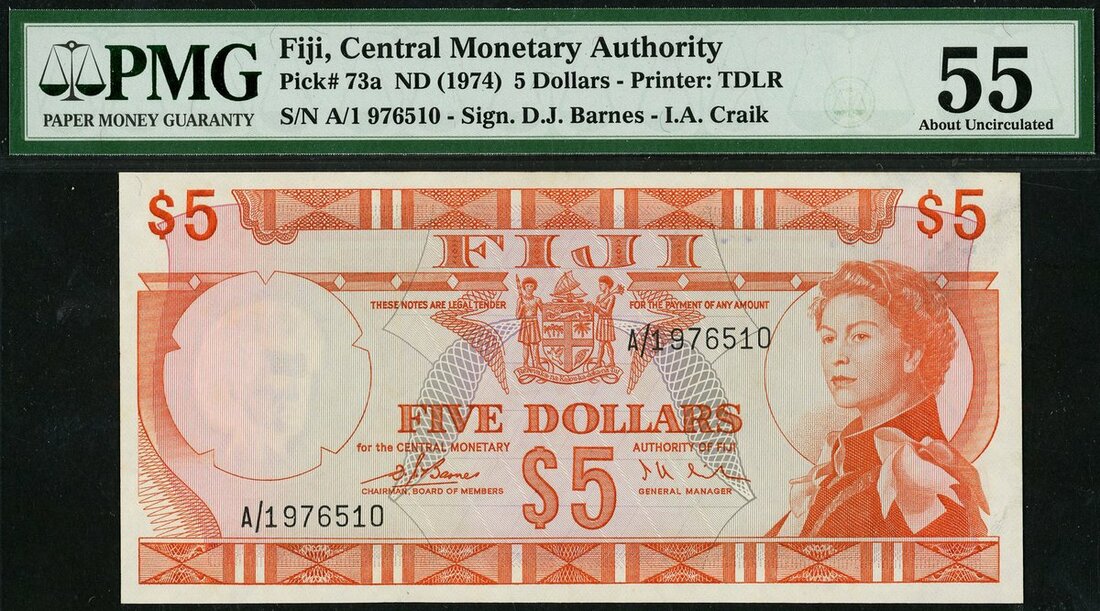 PMG
PAPER MONEY GUARANTY
Fiji, Central Monetary Authority
Pick# 73a ND (1974) 5 Dollars - Printer: TDLR
S/N A/1 976510 - Sign. D.J. Barnes - I.A. Craik
55
About Uncirculated
$5 $5
FIJI
THESE NOTES ARE LEGAL TENDER FOR THE PAYMENT OF ANY AMOUNT
A/1976510
FIVE DOLLARS
for the CENTRAL MONETARY AUTHORITY OF FIJI
$5
CHAIRMAN, BOARD OF MEMBERS GENERAL MANAGER
A/1976510